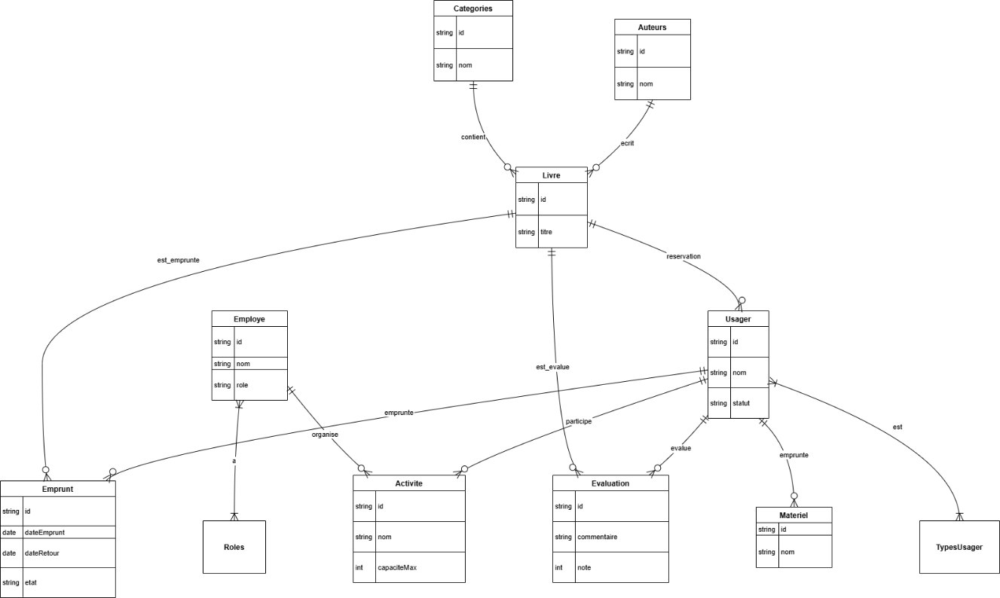 Categories
string id
string nom
Auteurs
string id
string nom
contient
ecrit
Livre
string id
string titre
est_emprunte
reservation
Employe
string id
string nom
string role
Usager
string id
string nom
string statut
est_evalue
emprunte
participe
organise
est
evalue
emprunte
a
Emprunt
string id
date dateEmprunt
date dateRetour
string etat
Roles
Activite
string id
string nom
int capaciteMax
Evaluation
string id
string commentaire
int note
Materiel
string id
string nom
TypesUsager